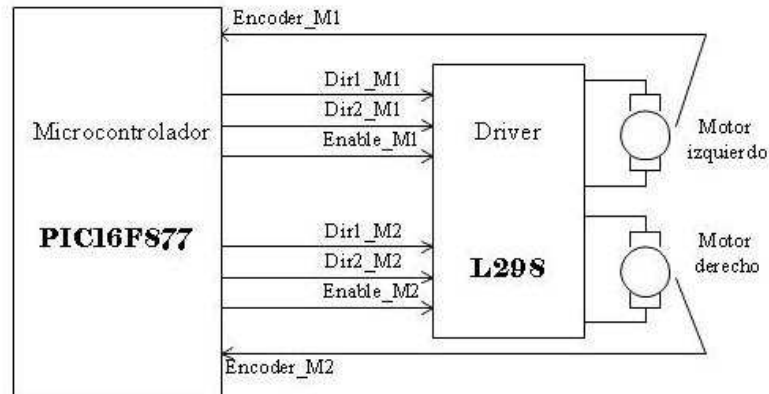 Encoder_M1
Dir1_M1
Dir2_M1
Enable_M1
Microcontrolador
PIC16F877
Driver
L298
Motor
izquierdo
Dir1_M2
Dir2_M2
Enable_M2
Motor
derecho
Encoder_M2